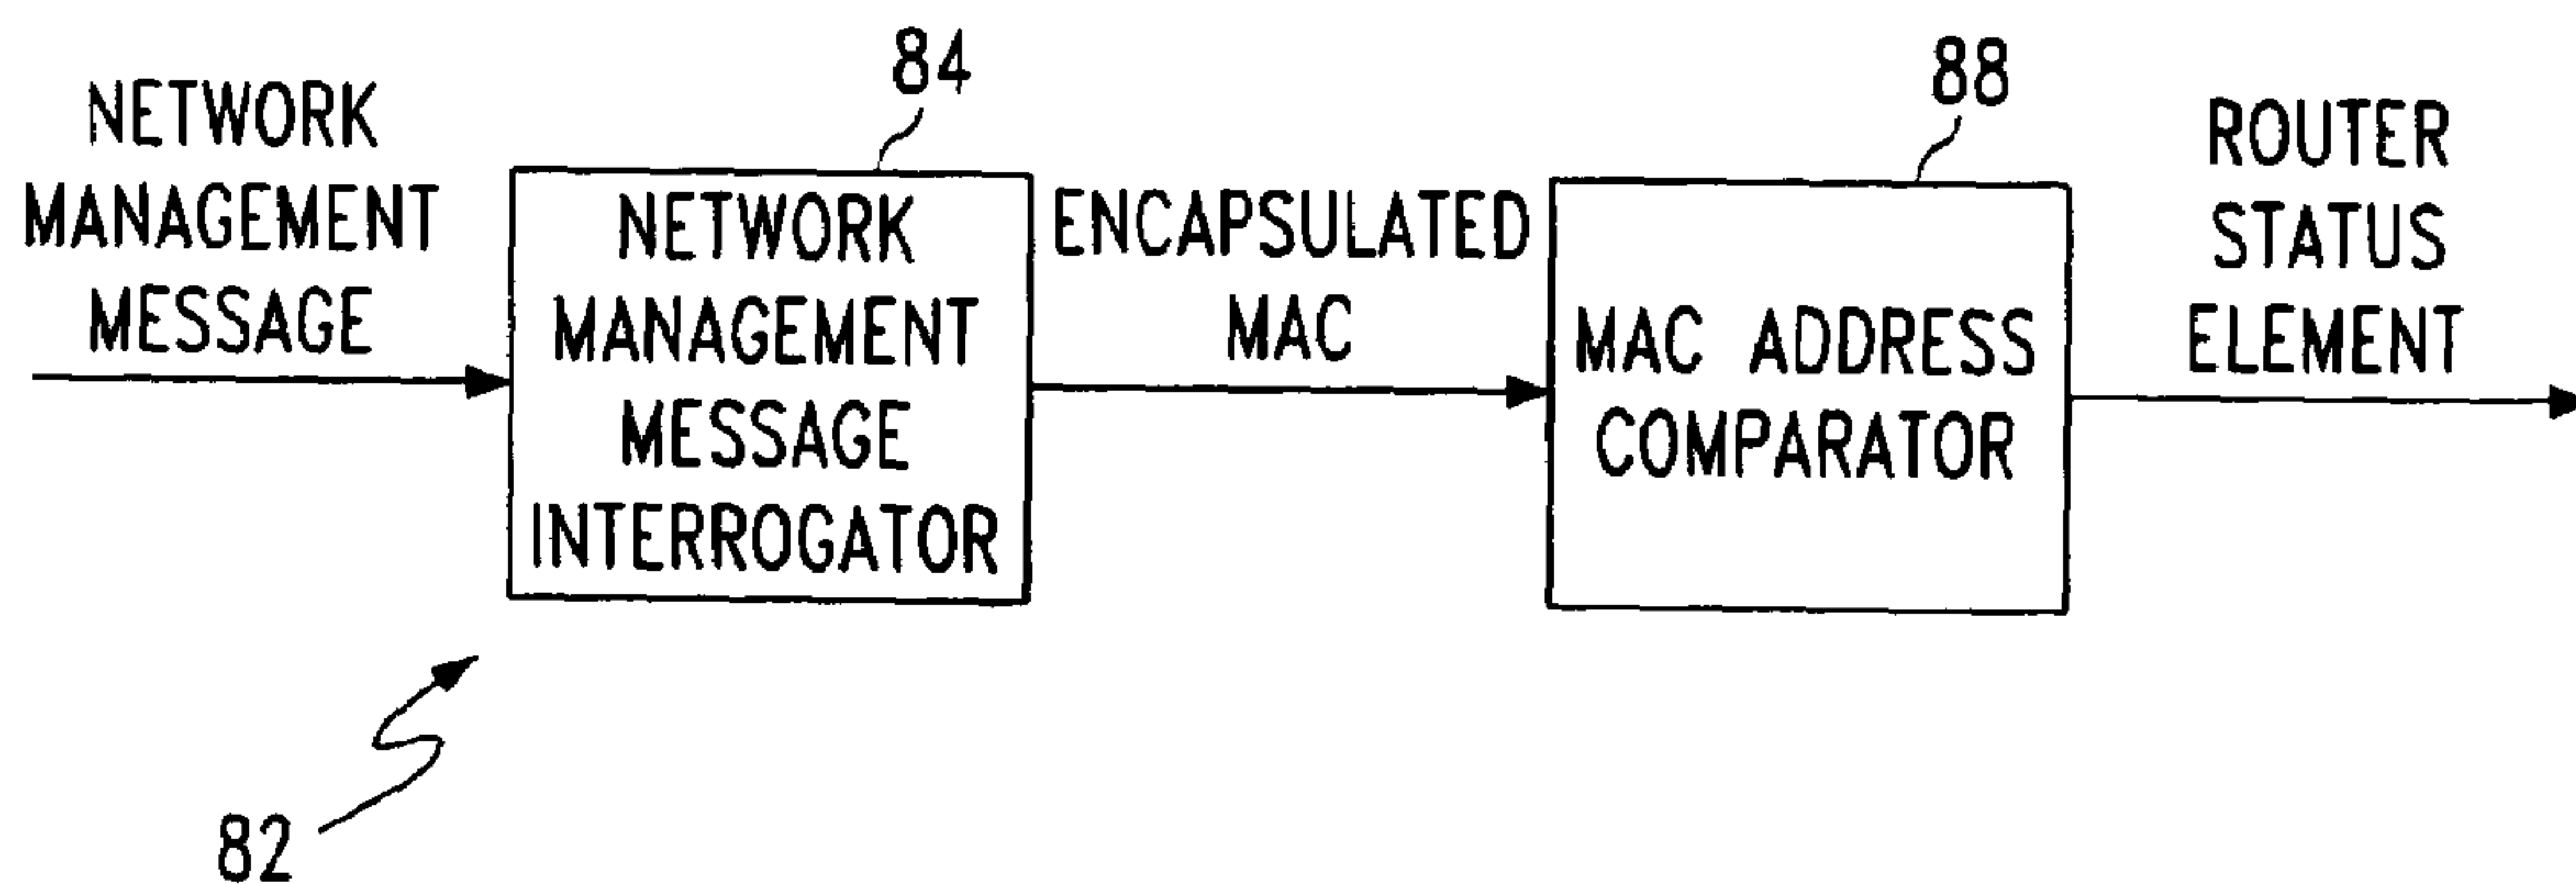 NETWORK
MANAGEMENT
MESSAGE
84
NETWORK
MANAGEMENT
MESSAGE
INTERROGATOR
ENCAPSULATED
MAC
88
MAC ADDRESS
COMPARATOR
ROUTER
STATUS
ELEMENT
82